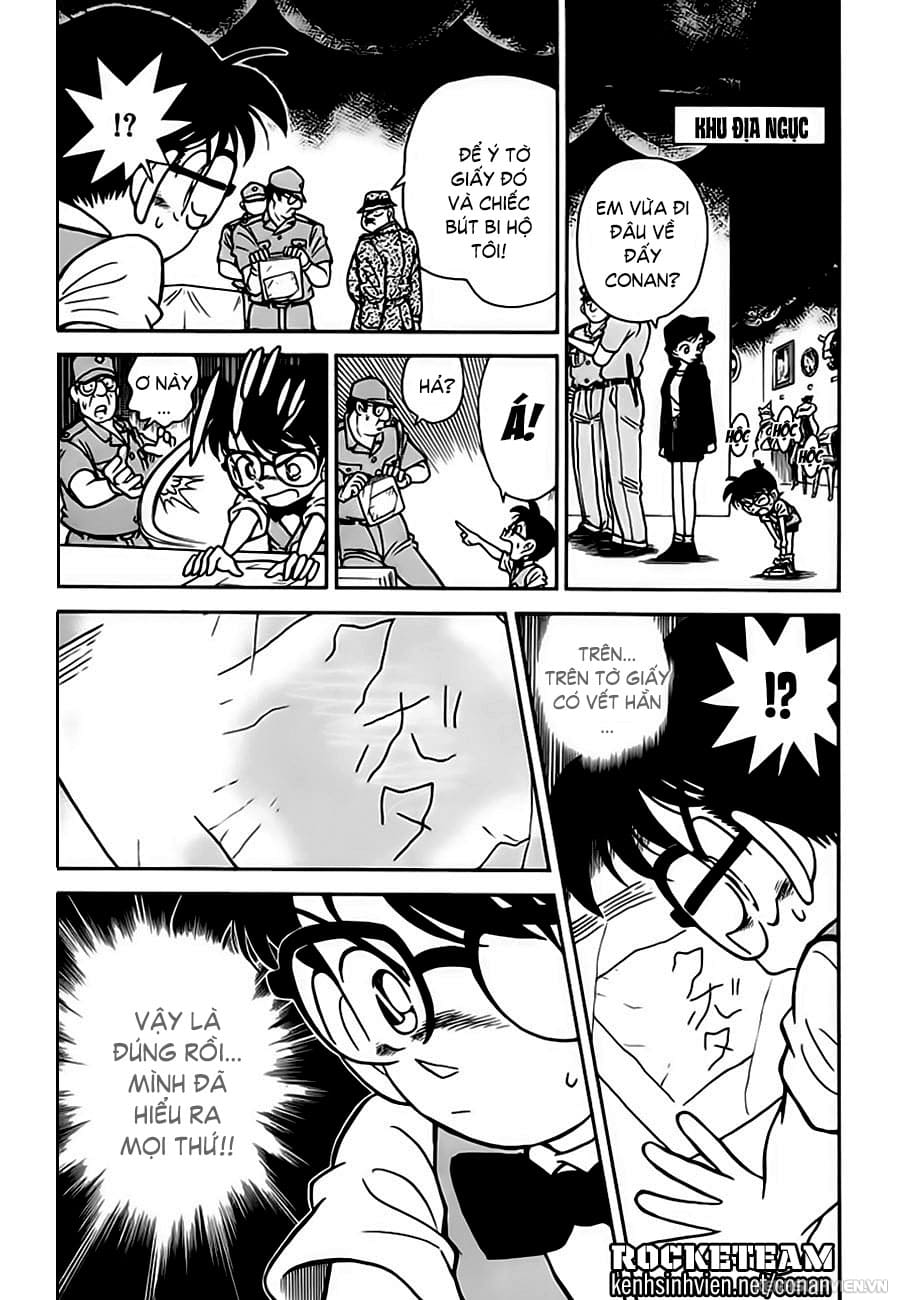 KHU ĐỊA NGỤC
EM VỪA ĐI
ĐÂU VỀ
ĐẤY
CONAN?
HỘC
HỘC
HỘC
ĐỂ Ý TỜ
GIẤY ĐÓ
VÀ CHIẾC
BÚT BI HỘ
TÔI!
!?
Á!
HẢ?
Ơ NÀY
...
!?
TRÊN...
TRÊN TỜ GIẤY
CÓ VẾT HẰN
...
VẬY LÀ
ĐÚNG RỒI...
MÌNH ĐÃ
HIỂU RA
MỌI THỨ!!
ROCKETEAM
kenhsinhvien.net/conan